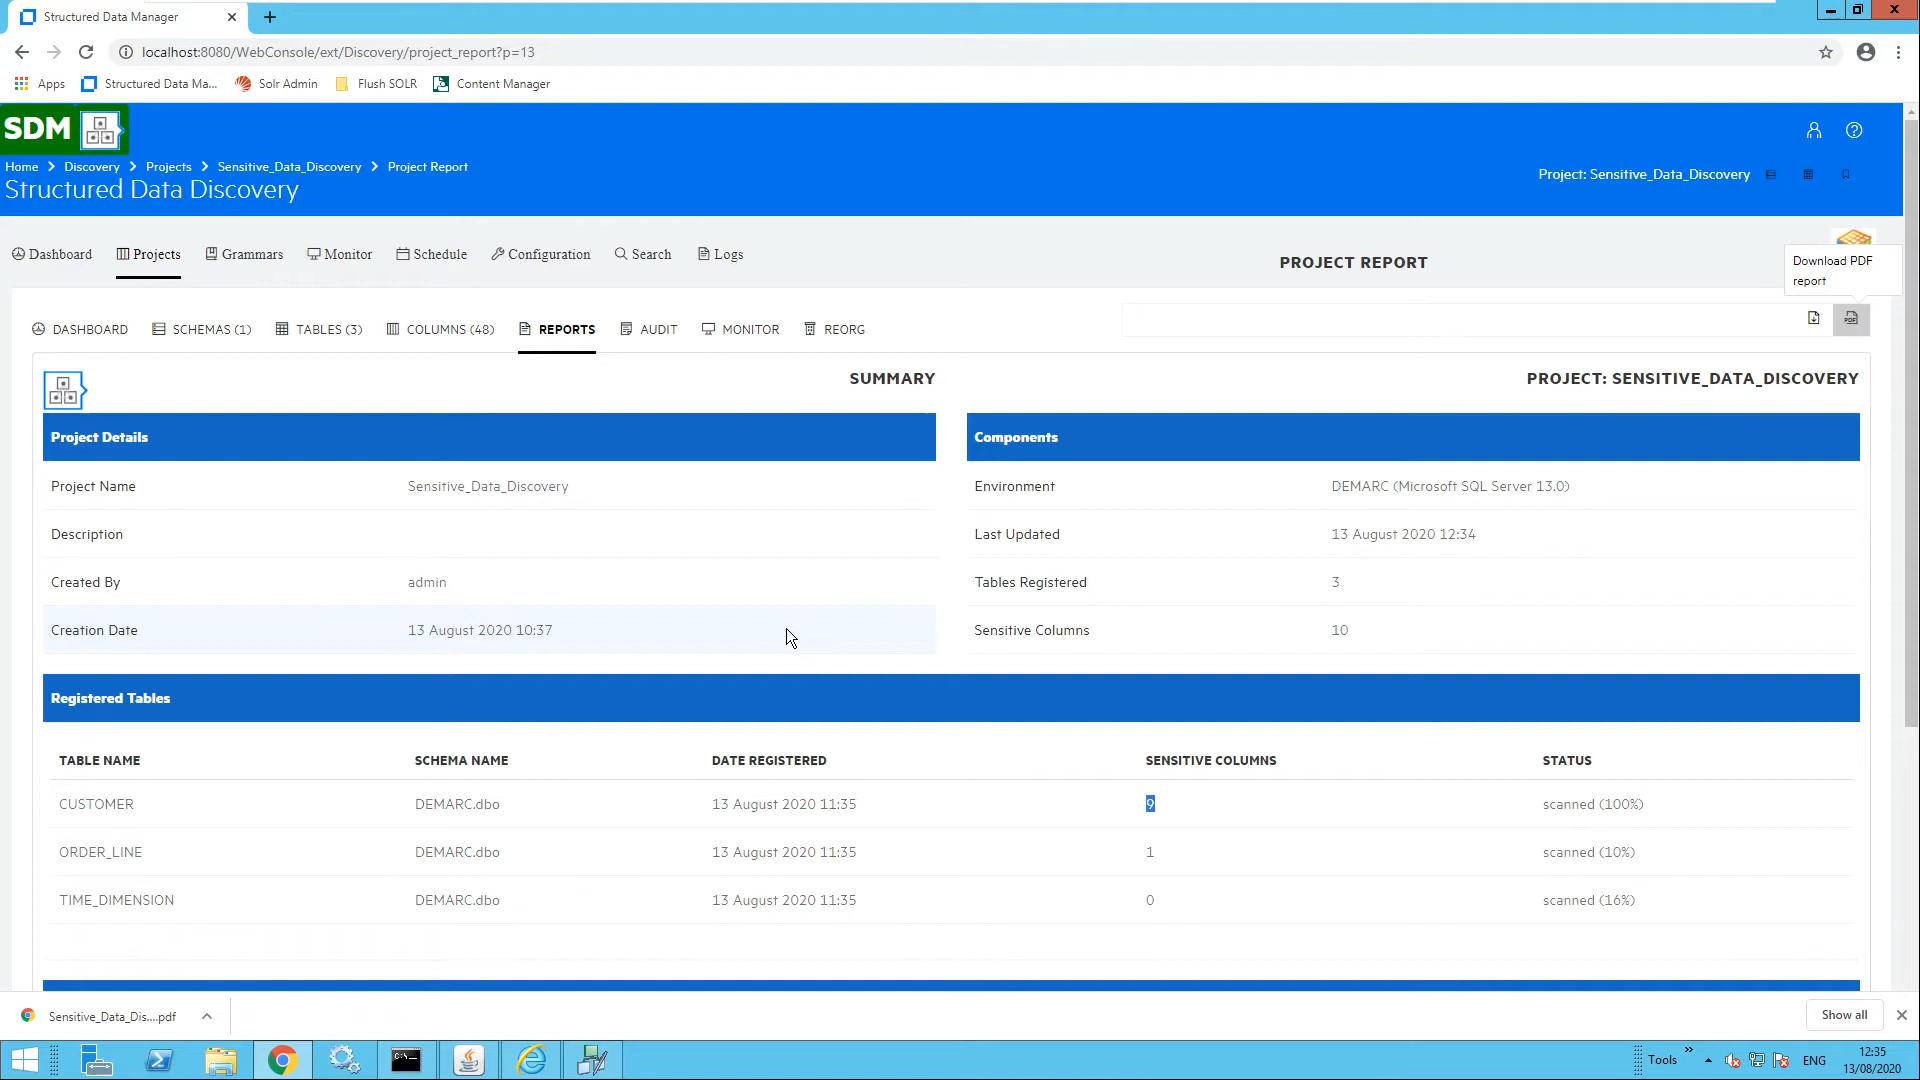 Structured Data Manager
localhost:8080/WebConsole/ext/Discovery/project_report?p=13
Apps Structured Data Ma... Solr Admin Flush SOLR Content Manager
SDM
Home > Discovery > Projects > Sensitive_Data_Discovery > Project Report
Project: Sensitive_Data_Discovery
Structured Data Discovery
Dashboard Projects Grammars Monitor Schedule Configuration Search Logs
PROJECT REPORT
Download PDF
report
DASHBOARD SCHEMAS (1) TABLES (3) COLUMNS (48) REPORTS AUDIT MONITOR REORG
PDF
SUMMARY
PROJECT: SENSITIVE_DATA_DISCOVERY
Project Details
Project Name Sensitive_Data_Discovery
Description
Created By admin
Creation Date 13 August 2020 10:37
Components
Environment DEMARC (Microsoft SQL Server 13.0)
Last Updated 13 August 2020 12:34
Tables Registered 3
Sensitive Columns 10
Registered Tables
TABLE NAME SCHEMA NAME DATE REGISTERED SENSITIVE COLUMNS STATUS
CUSTOMER DEMARC.dbo 13 August 2020 11:35 9 scanned (100%)
ORDER_LINE DEMARC.dbo 13 August 2020 11:35 1 scanned (10%)
TIME_DIMENSION DEMARC.dbo 13 August 2020 11:35 0 scanned (16%)
Sensitive_Data_Dis....pdf
Show all
Tools
ENG
12:35
13/08/2020